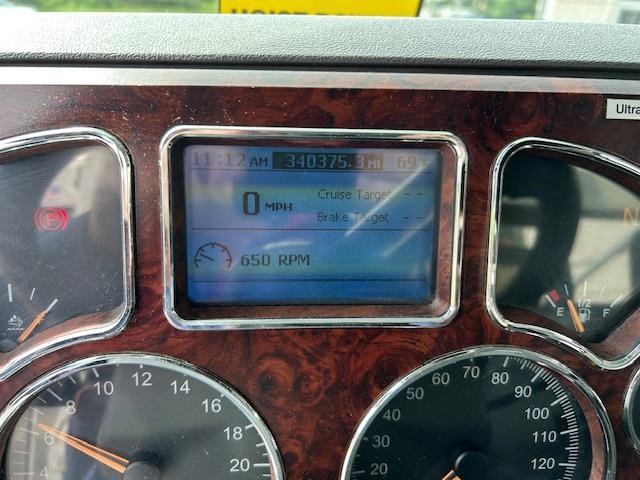 Ultra
11:12 AM 340375.3 MI 69°F
0 MPH
Cruise Target - -
Brake Target - -
650 RPM
E 1/2 F
4 6 8 10 12 14 16 18 20
20 30 40 50 60 70 80 90 100 110 120